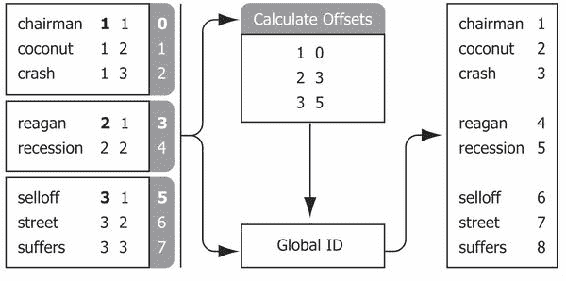 chairman 1 1 0
coconut 1 2 1
crash 1 3 2
reagan 2 1 3
recession 2 2 4
selloff 3 1 5
street 3 2 6
suffers 3 3 7
Calculate Offsets
1 0
2 3
3 5
Global ID
chairman 1
coconut 2
crash 3
reagan 4
recession 5
selloff 6
street 7
suffers 8